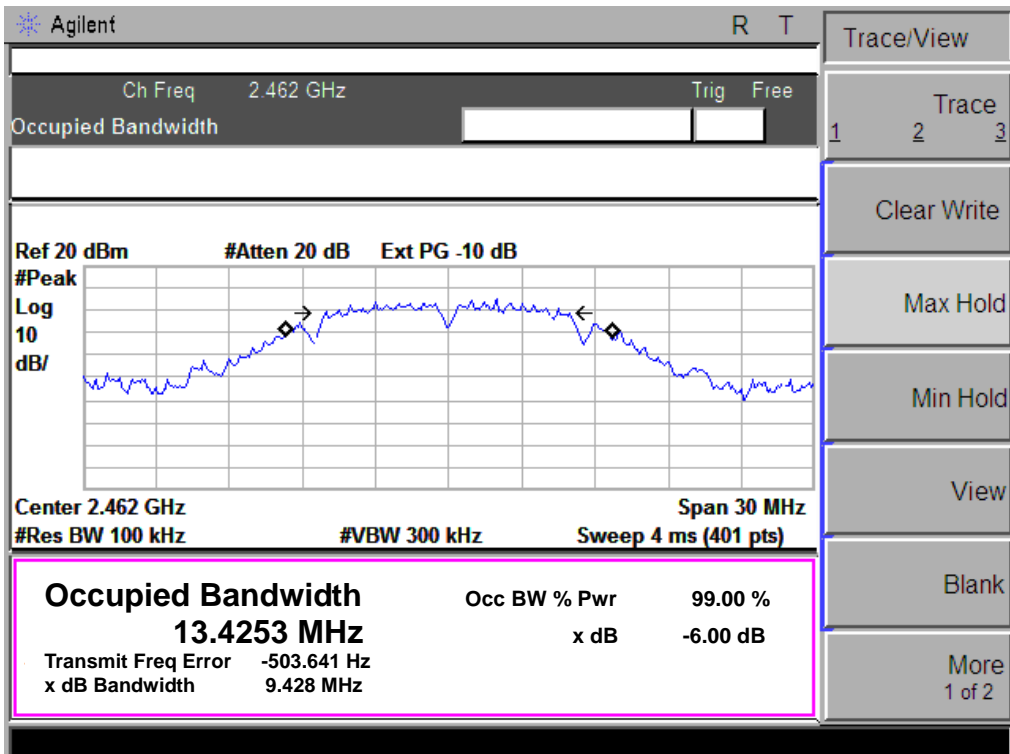 Agilent R T
Ch Freq 2.462 GHz Trig Free
Occupied Bandwidth
Ref 20 dBm #Atten 20 dB Ext PG -10 dB
#Peak
Log
10
dB/
Center 2.462 GHz Span 30 MHz
#Res BW 100 kHz #VBW 300 kHz Sweep 4 ms (401 pts)
Occupied Bandwidth Occ BW % Pwr 99.00 %
13.4253 MHz x dB -6.00 dB
Transmit Freq Error -503.641 Hz
x dB Bandwidth 9.428 MHz
Trace/View
Trace
1 2 3
Clear Write
Max Hold
Min Hold
View
Blank
More
1 of 2